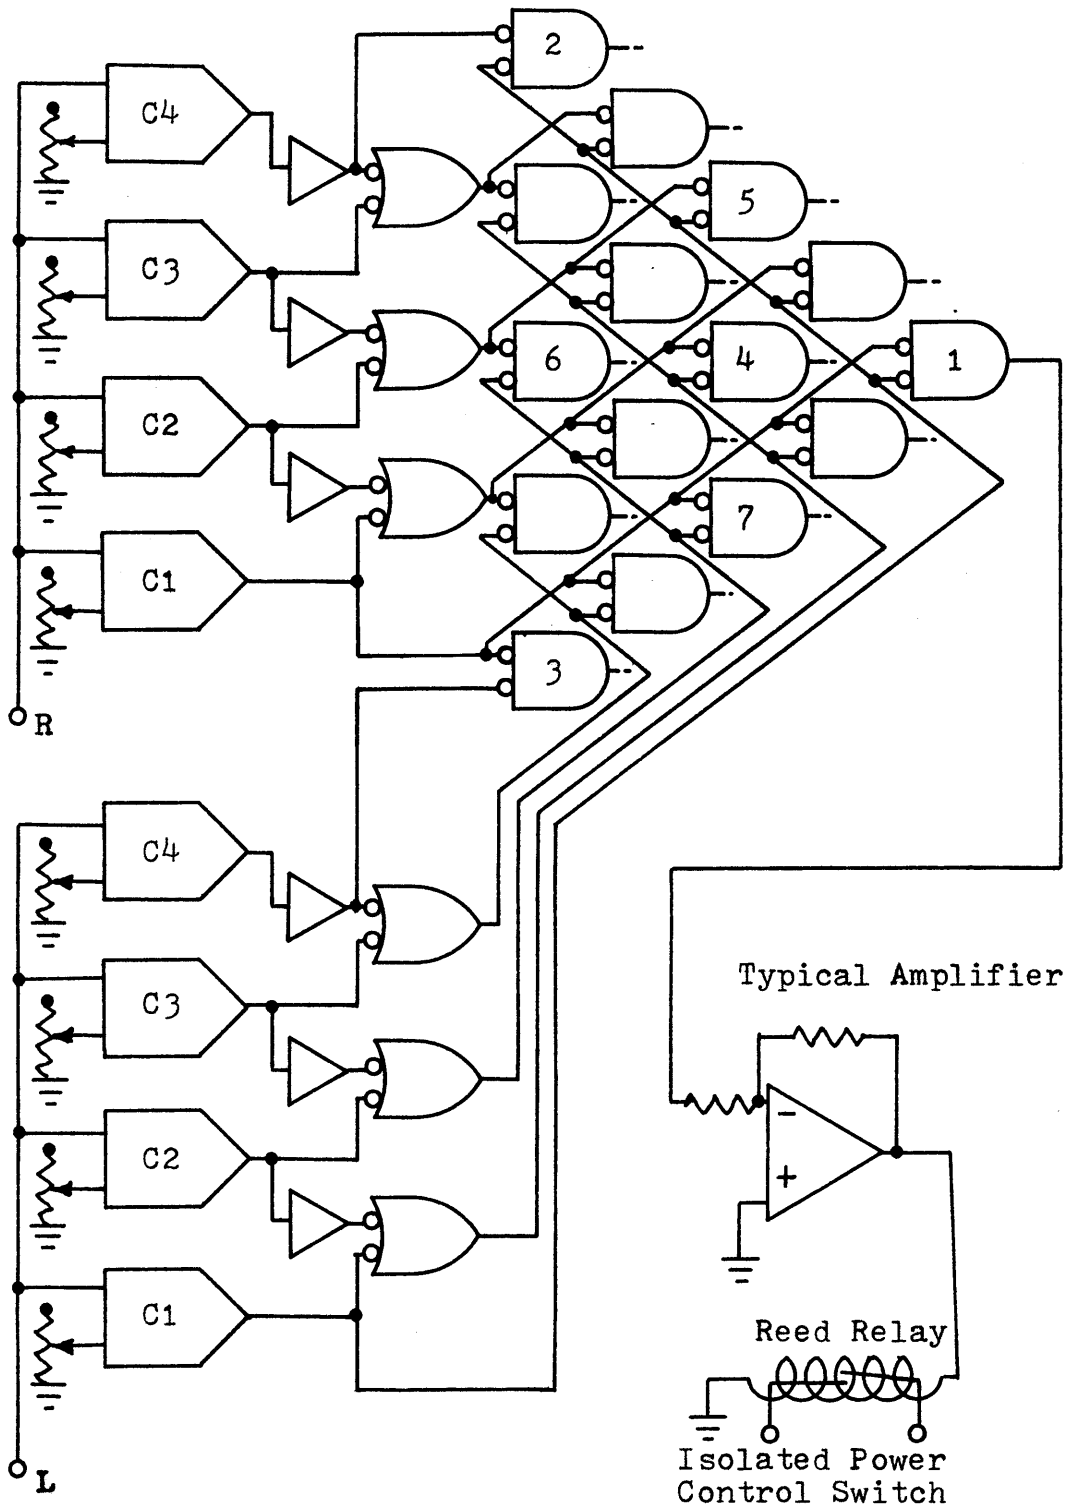 2
C4
5
C3
6
4
1
C2
7
C1
3
R
C4
Typical Amplifier
C3
-
+
C2
C1
Reed Relay
L
Isolated Power
Control Switch